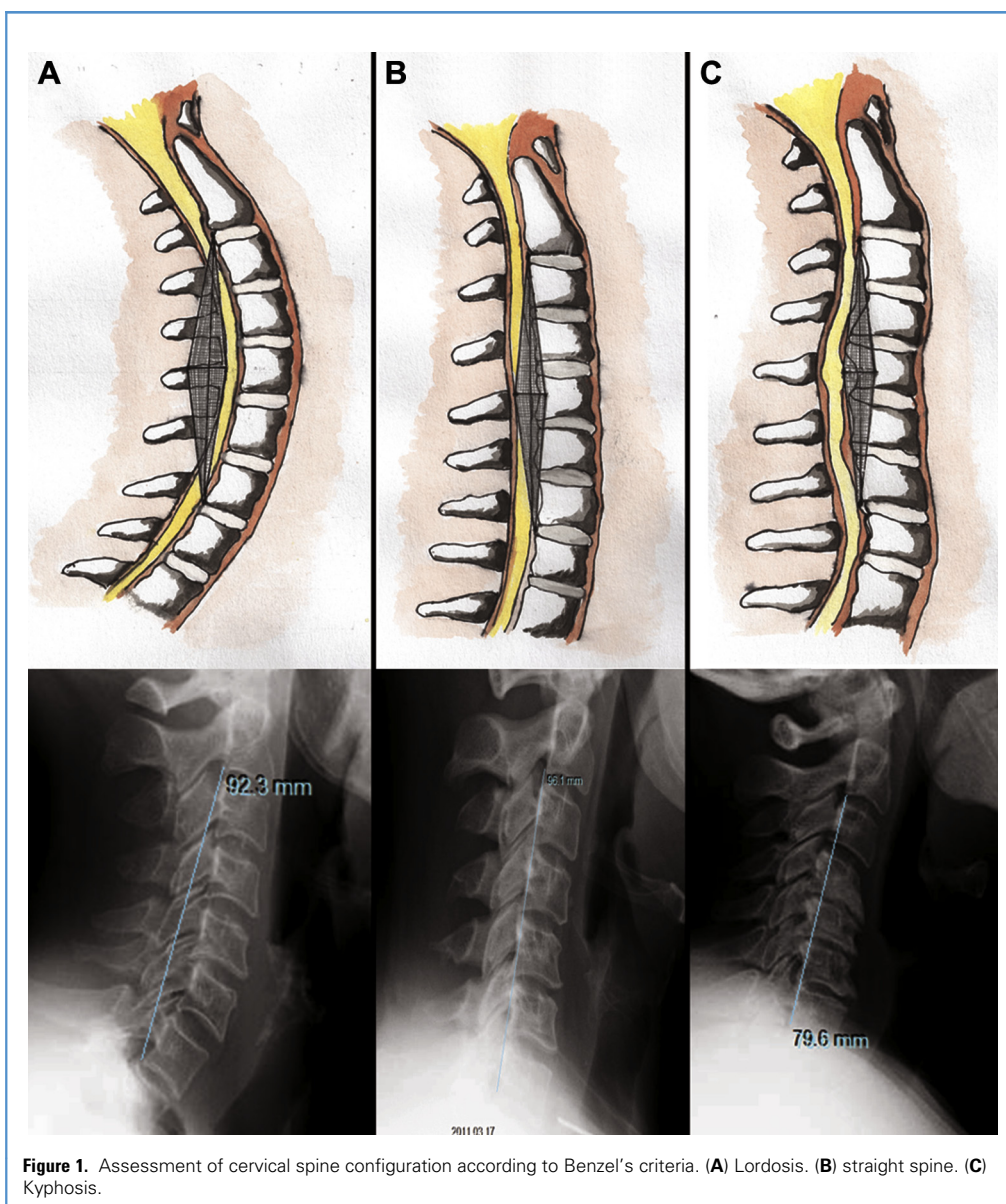 A
B
C
92.3 mm
96.1 mm
79.6 mm
2011.03.17
Figure 1. Assessment of cervical spine configuration according to Benzel's criteria. (A) Lordosis. (B) straight spine. (C)
Kyphosis.